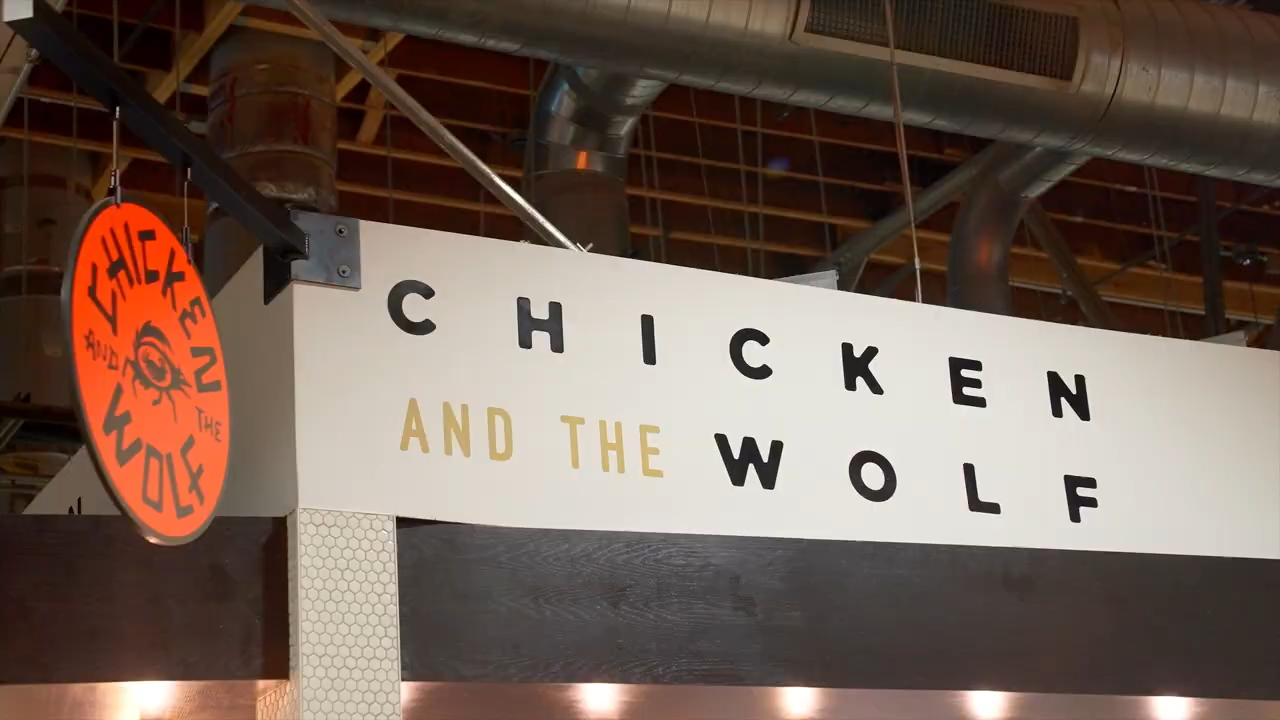 CHICKEN
AND THE WOLF
CHICKEN
AND THE
WOLF